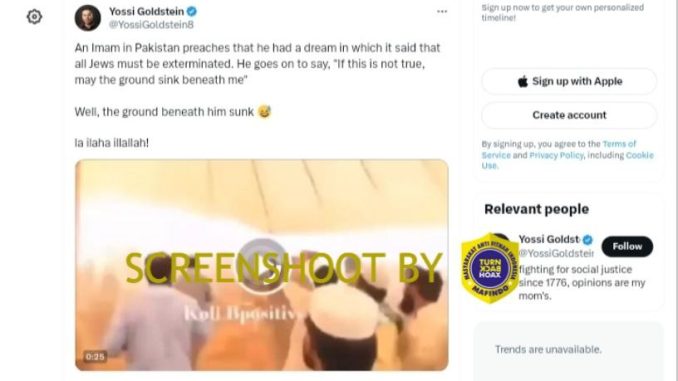 Yossi Goldstein
@YossiGoldstein8
An Imam in Pakistan preaches that he had a dream in which it said that
all Jews must be exterminated. He goes on to say, "If this is not true,
may the ground sink beneath me"
Well, the ground beneath him sunk 😅
la ilaha illallah!
SCREENSHOOT BY
Koli Bpositiv
0:25
Sign up now to get your own personalized
timeline!
Sign up with Apple
Create account
By signing up, you agree to the Terms of
Service and Privacy Policy, including Cookie
Use.
Relevant people
Yossi Goldst
@YossiGoldstein
Follow
fighting for social justice
since 1776, opinions are my
mom's.
MASYARAKAT ANTI FITNAH INDONESIA
TURN
BACK
HOAX
MAFINDO
Trends are unavailable.